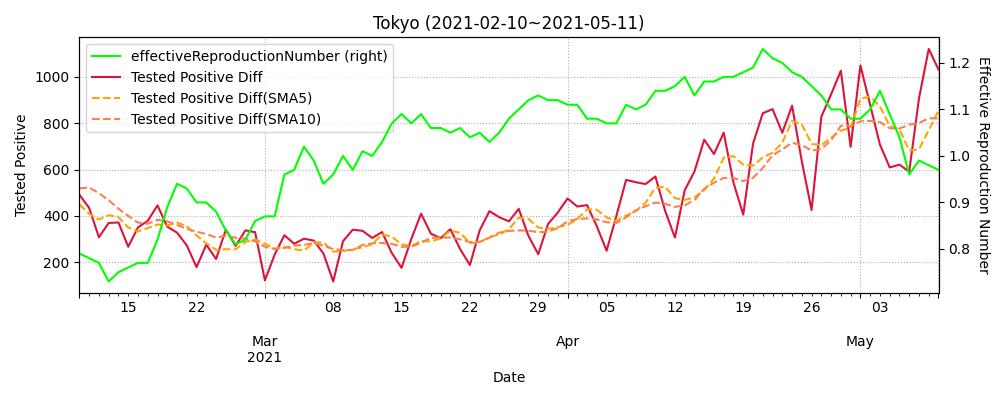 Tokyo (2021-02-10~2021-05-11)
effectiveReproductionNumber (right)
Tested Positive Diff
Tested Positive Diff(SMA5)
Tested Positive Diff(SMA10)
Tested Positive
1000
800
600
400
200
1.2
1.1
1.0
0.9
0.8
Effective Reproduction Number
15 22 08 15 22 29 05 12 19 26 03
Mar Apr May
2021
Date